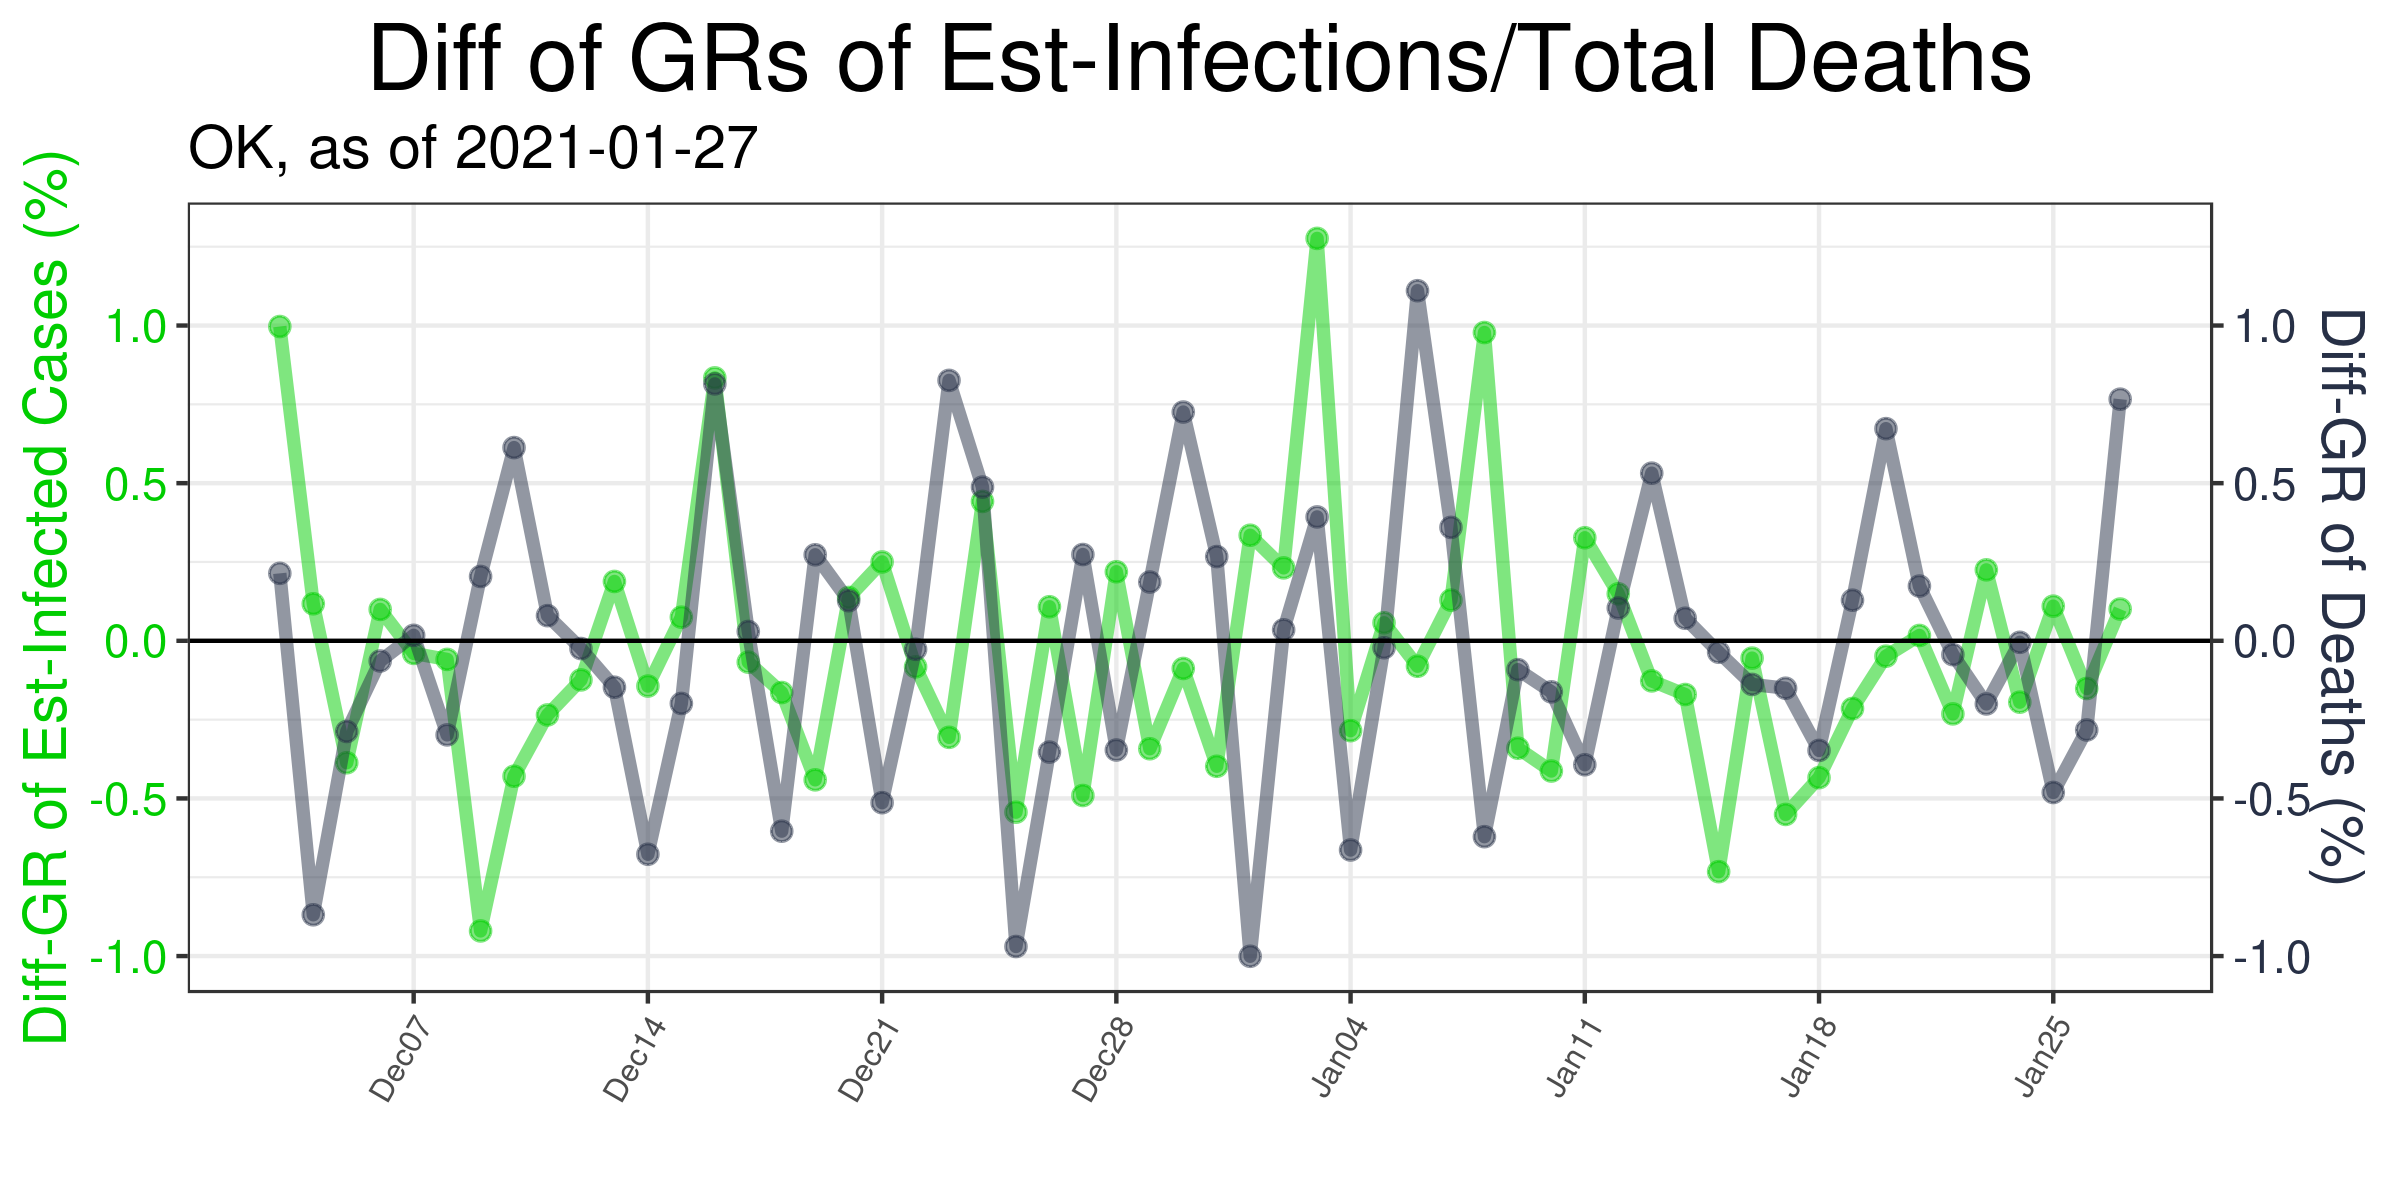 Diff of GRs of Est-Infections/Total Deaths
OK, as of 2021-01-27
Diff-GR of Est-Infected Cases (%)
1.0
0.5
0.0
-0.5
-1.0
1.0
0.5
0.0
-0.5
-1.0
Diff-GR of Deaths (%)
Dec07
Dec14
Dec21
Dec28
Jan04
Jan11
Jan18
Jan25